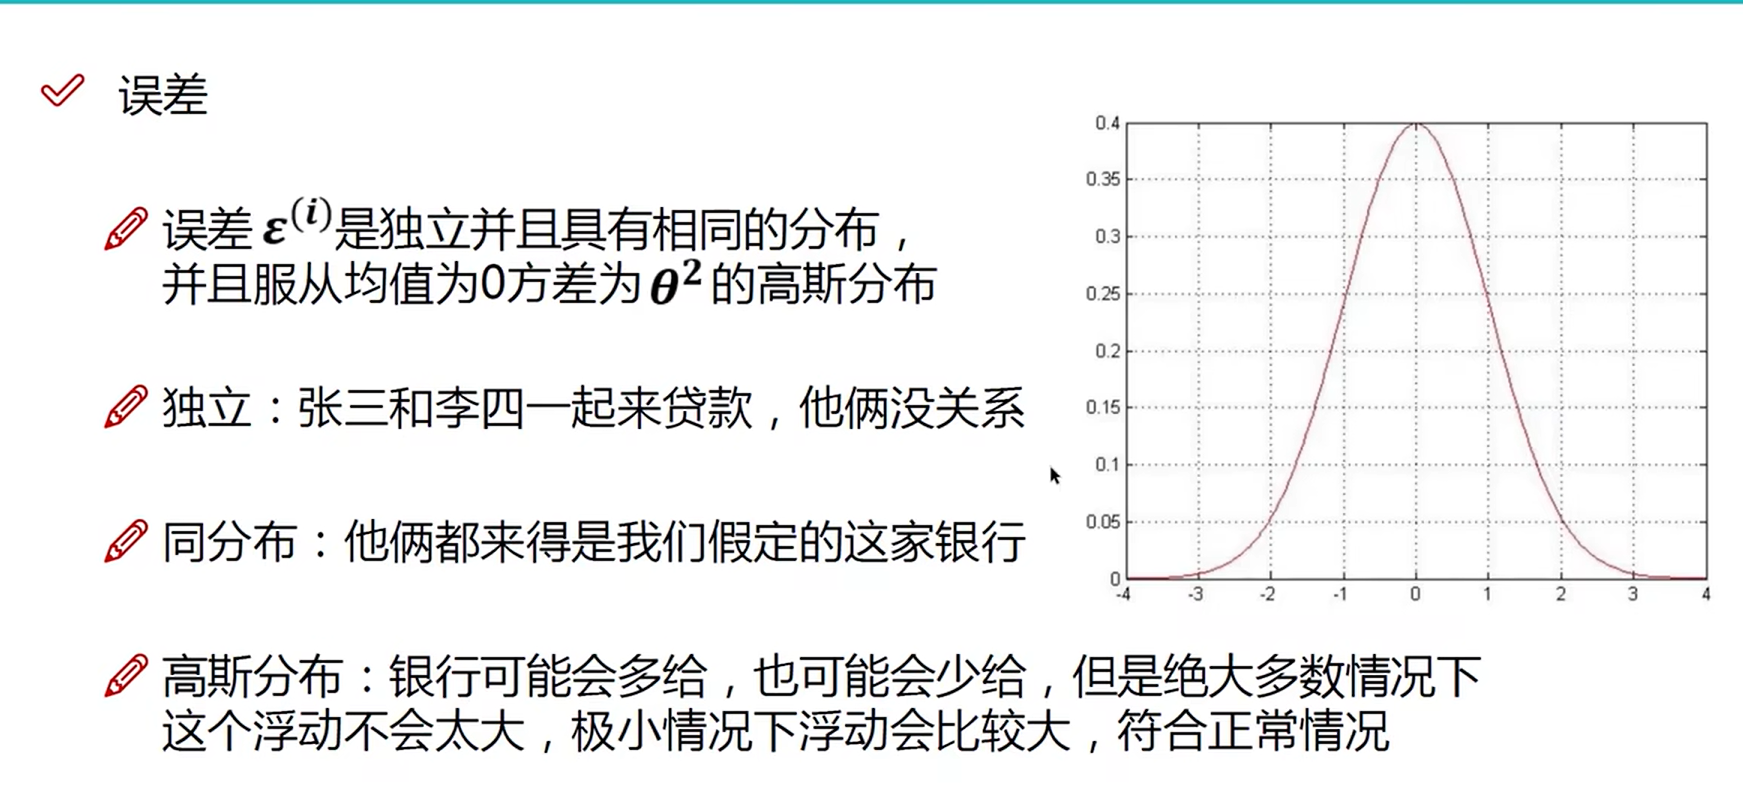 误差
误差 ε⁽ⁱ⁾是独立并且具有相同的分布，
并且服从均值为0方差为 θ² 的高斯分布
独立：张三和李四一起来贷款，他俩没关系
同分布：他俩都来得是我们假定的这家银行
高斯分布：银行可能会多给，也可能会少给，但是绝大多数情况下
这个浮动不会太大，极小情况下浮动会比较大，符合正常情况
0.4
0.35
0.3
0.25
0.2
0.15
0.1
0.05
0
-4 -3 -2 -1 0 1 2 3 4